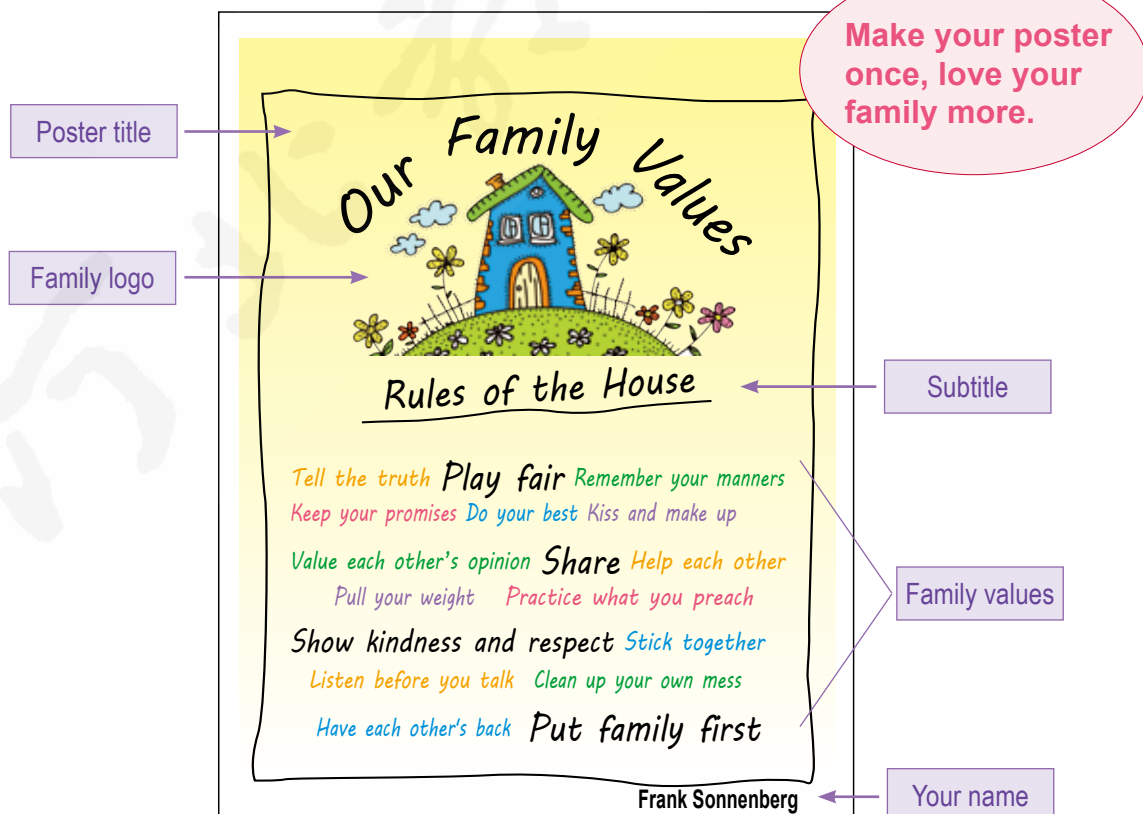 Make your poster
once, love your
family more.
Poster title
Our Family Values
Family logo
Rules of the House
Subtitle
Tell the truth Play fair Remember your manners
Keep your promises Do your best Kiss and make up
Value each other's opinion Share Help each other
Pull your weight Practice what you preach
Family values
Show kindness and respect Stick together
Listen before you talk Clean up your own mess
Have each other's back Put family first
Frank Sonnenberg
Your name